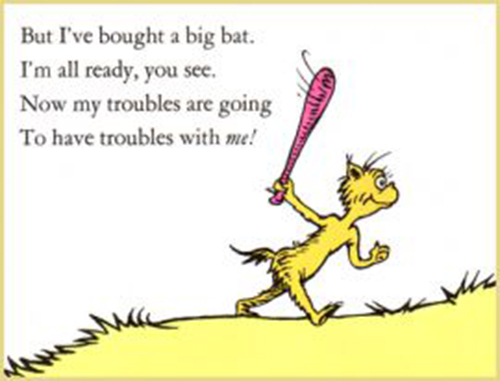 But I've bought a big bat.
I'm all ready, you see.
Now my troubles are going
To have troubles with me!